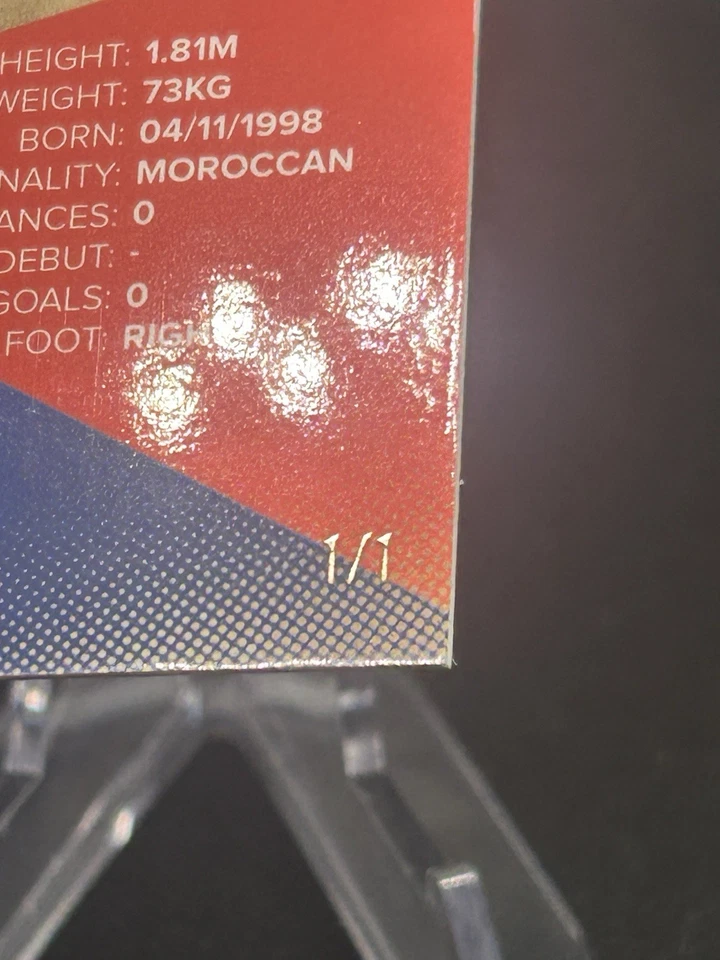 HEIGHT: 1.81M
WEIGHT: 73KG
BORN: 04/11/1998
NALITY: MOROCCAN
ANCES: 0
DEBUT: -
GOALS: 0
FOOT: RIGH
1/1